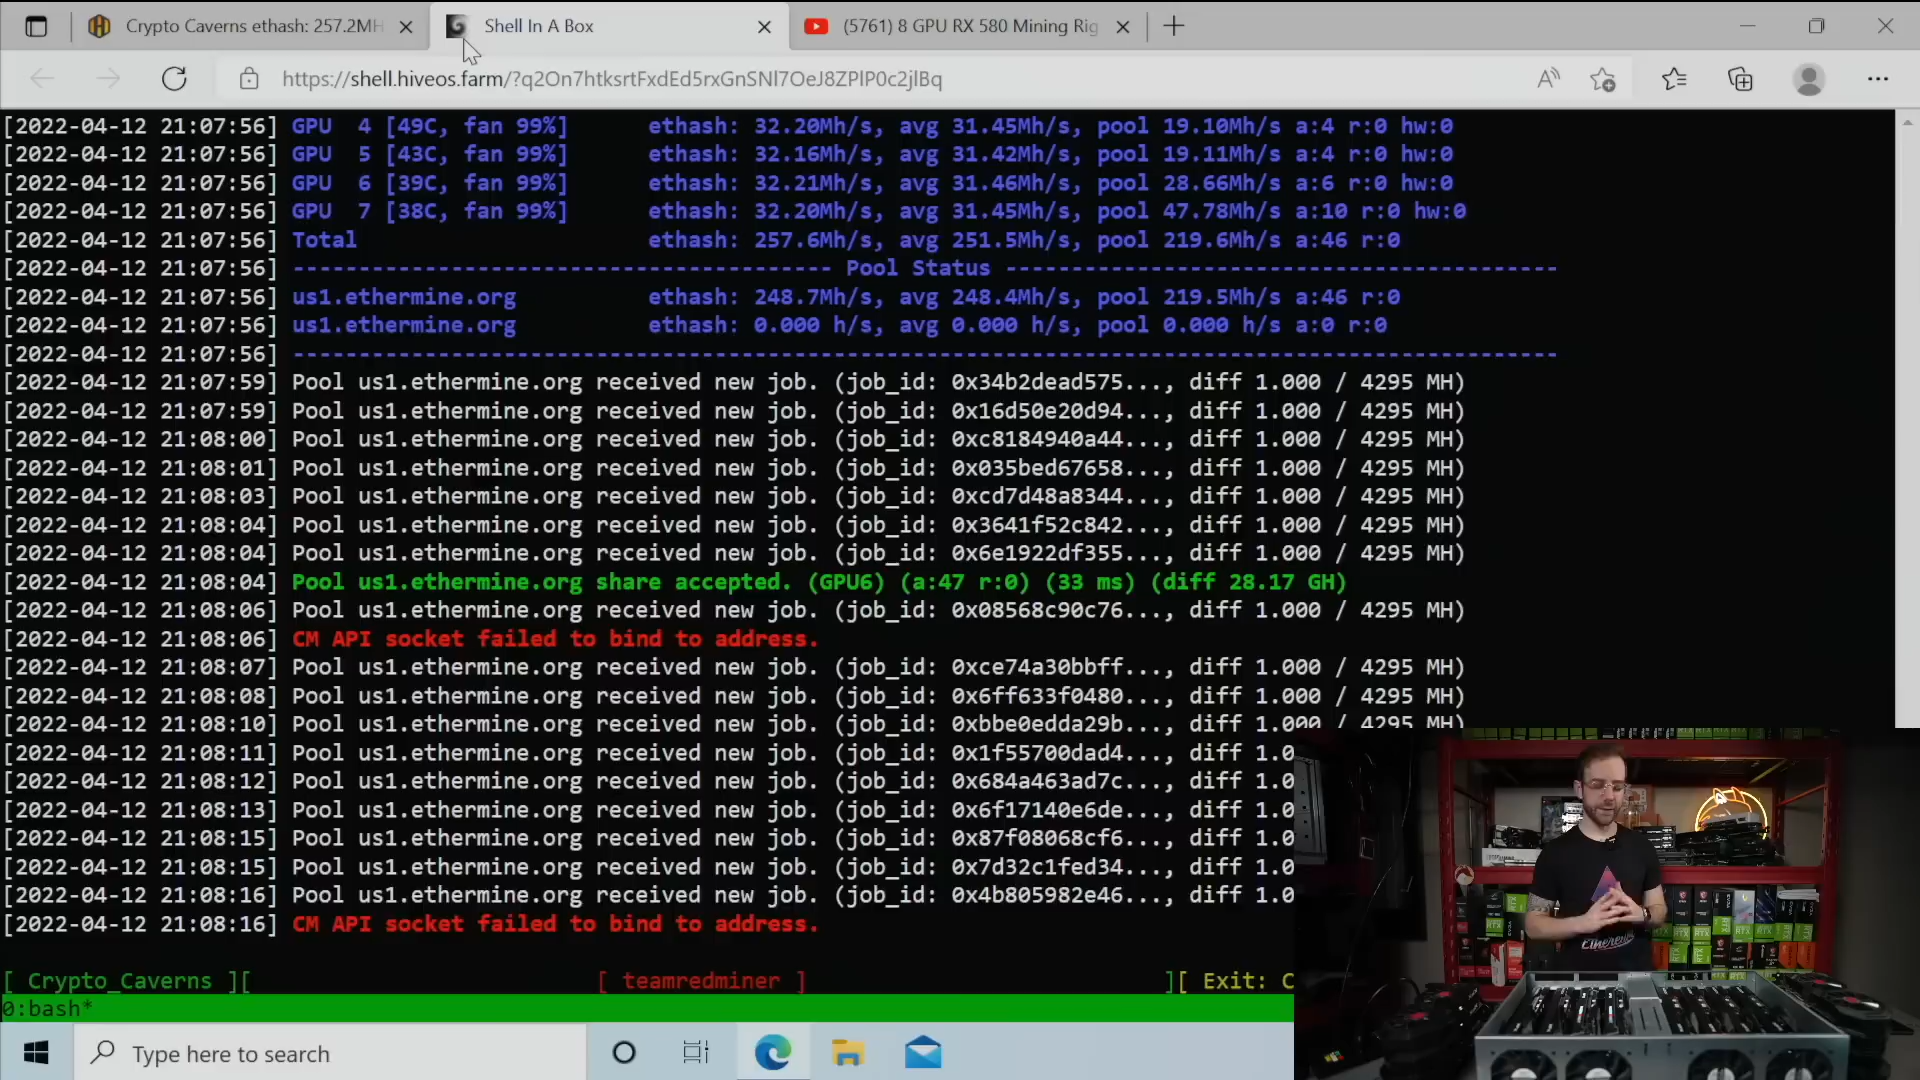 Crypto Caverns ethash: 257.2MH
Shell In A Box
(5761) 8 GPU RX 580 Mining Rig
https://shell.hiveos.farm/?q2On7htksrtFxdEd5rxGnSNl7OeJ8ZPlP0c2jlBq
[2022-04-12 21:07:56] GPU 4 [49C, fan 99%] ethash: 32.20Mh/s, avg 31.45Mh/s, pool 19.10Mh/s a:4 r:0 hw:0
[2022-04-12 21:07:56] GPU 5 [43C, fan 99%] ethash: 32.16Mh/s, avg 31.42Mh/s, pool 19.11Mh/s a:4 r:0 hw:0
[2022-04-12 21:07:56] GPU 6 [39C, fan 99%] ethash: 32.21Mh/s, avg 31.46Mh/s, pool 28.66Mh/s a:6 r:0 hw:0
[2022-04-12 21:07:56] GPU 7 [38C, fan 99%] ethash: 32.20Mh/s, avg 31.45Mh/s, pool 47.78Mh/s a:10 r:0 hw:0
[2022-04-12 21:07:56] Total ethash: 257.6Mh/s, avg 251.5Mh/s, pool 219.6Mh/s a:46 r:0
[2022-04-12 21:07:56] ----------------------------------------- Pool Status ------------------------------------------
[2022-04-12 21:07:56] us1.ethermine.org ethash: 248.7Mh/s, avg 248.4Mh/s, pool 219.5Mh/s a:46 r:0
[2022-04-12 21:07:56] us1.ethermine.org ethash: 0.000 h/s, avg 0.000 h/s, pool 0.000 h/s a:0 r:0
[2022-04-12 21:07:56] ------------------------------------------------------------------------------------------------
[2022-04-12 21:07:59] Pool us1.ethermine.org received new job. (job_id: 0x34b2dead575..., diff 1.000 / 4295 MH)
[2022-04-12 21:07:59] Pool us1.ethermine.org received new job. (job_id: 0x16d50e20d94..., diff 1.000 / 4295 MH)
[2022-04-12 21:08:00] Pool us1.ethermine.org received new job. (job_id: 0xc8184940a44..., diff 1.000 / 4295 MH)
[2022-04-12 21:08:01] Pool us1.ethermine.org received new job. (job_id: 0x035bed67658..., diff 1.000 / 4295 MH)
[2022-04-12 21:08:03] Pool us1.ethermine.org received new job. (job_id: 0xcd7d48a8344..., diff 1.000 / 4295 MH)
[2022-04-12 21:08:04] Pool us1.ethermine.org received new job. (job_id: 0x3641f52c842..., diff 1.000 / 4295 MH)
[2022-04-12 21:08:04] Pool us1.ethermine.org received new job. (job_id: 0x6e1922df355..., diff 1.000 / 4295 MH)
[2022-04-12 21:08:04] Pool us1.ethermine.org share accepted. (GPU6) (a:47 r:0) (33 ms) (diff 28.17 GH)
[2022-04-12 21:08:06] Pool us1.ethermine.org received new job. (job_id: 0x08568c90c76..., diff 1.000 / 4295 MH)
[2022-04-12 21:08:06] CM API socket failed to bind to address.
[2022-04-12 21:08:07] Pool us1.ethermine.org received new job. (job_id: 0xce74a30bbff..., diff 1.000 / 4295 MH)
[2022-04-12 21:08:08] Pool us1.ethermine.org received new job. (job_id: 0x6ff633f0480..., diff 1.000 / 4295 MH)
[2022-04-12 21:08:10] Pool us1.ethermine.org received new job. (job_id: 0xbbe0edda29b..., diff 1.000 / 4295 MH)
[2022-04-12 21:08:11] Pool us1.ethermine.org received new job. (job_id: 0x1f55700dad4..., diff 1.0
[2022-04-12 21:08:12] Pool us1.ethermine.org received new job. (job_id: 0x684a463ad7c..., diff 1.0
[2022-04-12 21:08:13] Pool us1.ethermine.org received new job. (job_id: 0x6f17140e6de..., diff 1.0
[2022-04-12 21:08:15] Pool us1.ethermine.org received new job. (job_id: 0x87f08068cf6..., diff 1.0
[2022-04-12 21:08:15] Pool us1.ethermine.org received new job. (job_id: 0x7d32c1fed34..., diff 1.0
[2022-04-12 21:08:16] Pool us1.ethermine.org received new job. (job_id: 0x4b805982e46..., diff 1.0
[2022-04-12 21:08:16] CM API socket failed to bind to address.
[ Crypto_Caverns ][ [ teamredminer ] ][ Exit: C
0:bash*
Type here to search